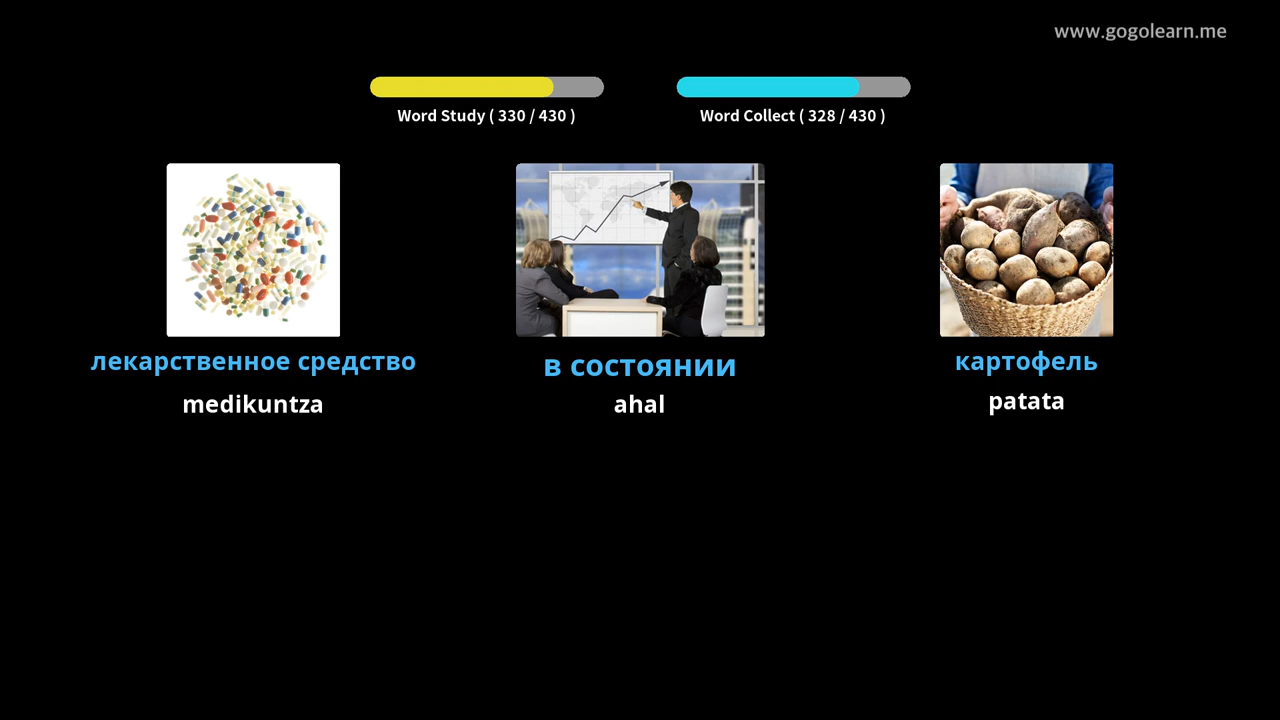 www.gogolearn.me
Word Study ( 330 / 430 )
Word Collect ( 328 / 430 )
лекарственное средство
medikuntza
в состоянии
ahal
картофель
patata